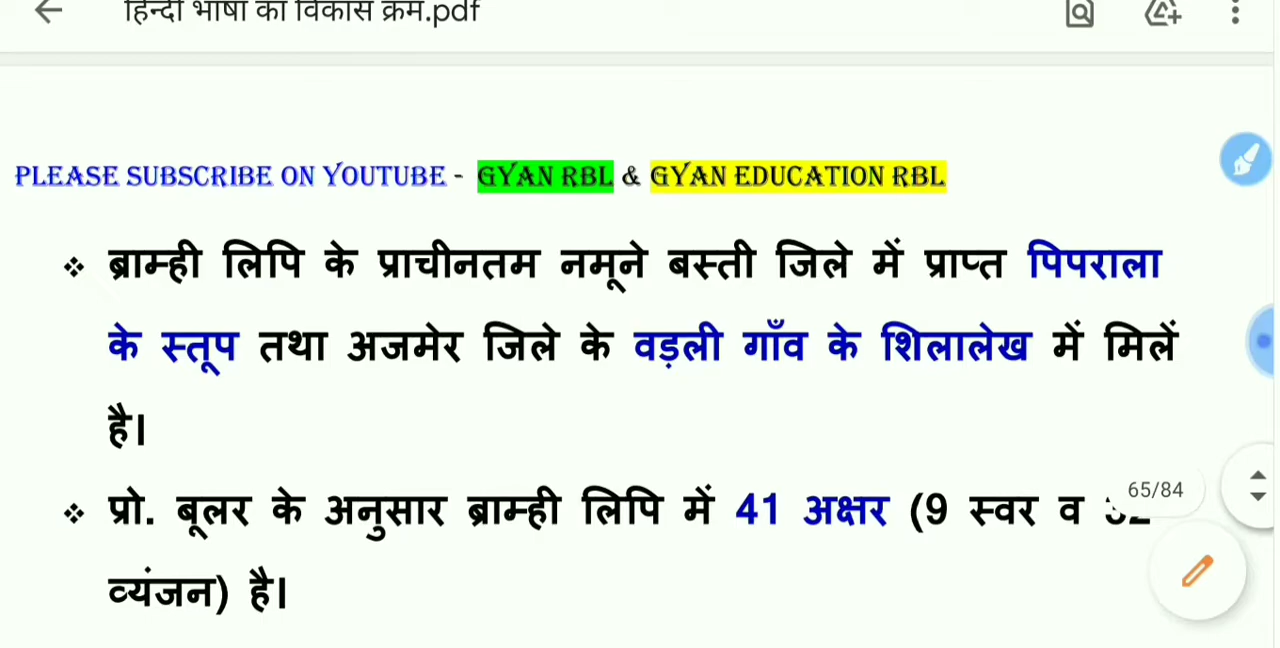 हिन्दी भाषा का विकास क्रम.pdf
PLEASE SUBSCRIBE ON YOUTUBE - GYAN RBL & GYAN EDUCATION RBL
❖ ब्राम्ही लिपि के प्राचीनतम नमूने बस्ती जिले में प्राप्त पिपराला
के स्तूप तथा अजमेर जिले के वड़ली गाँव के शिलालेख में मिलें
है।
❖ प्रो. बूलर के अनुसार ब्राम्ही लिपि में 41 अक्षर (9 स्वर व
65/84
व्यंजन) है।